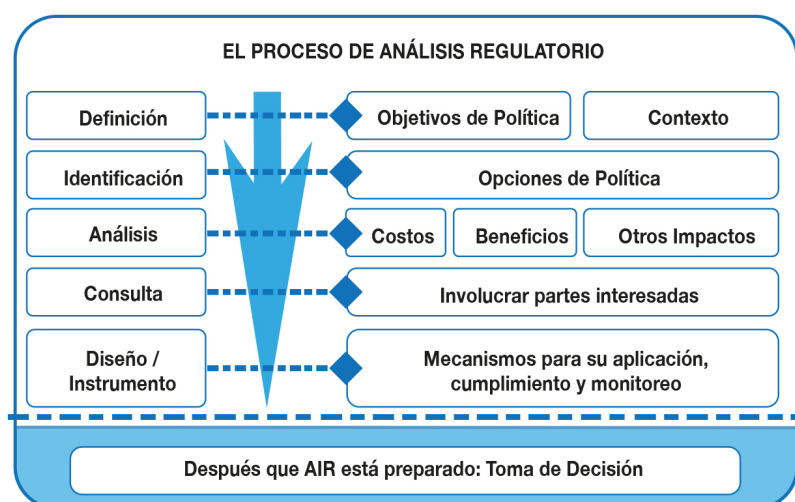 EL PROCESO DE ANÁLISIS REGULATORIO
Definición
Objetivos de Política
Contexto
Identificación
Opciones de Política
Análisis
Costos
Beneficios
Otros Impactos
Consulta
Involucrar partes interesadas
Diseño /
Instrumento
Mecanismos para su aplicación,
cumplimiento y monitoreo
Después que AIR está preparado: Toma de Decisión